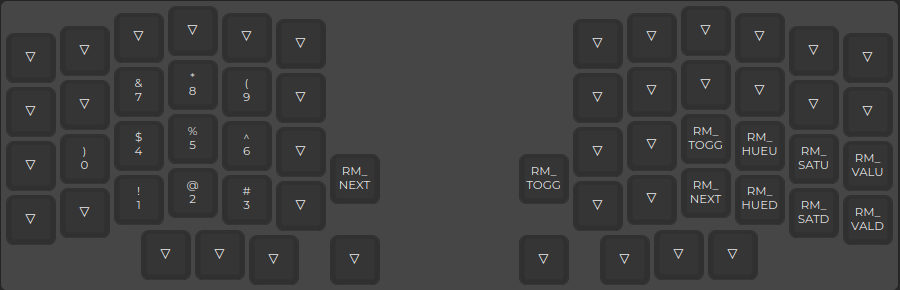 ▽ ▽ ▽ ▽ ▽ ▽ ▽ ▽ ▽ ▽ ▽ ▽
▽ ▽ & * ( ▽ ▽ ▽ ▽ ▽ ▽ ▽
7 8 9
▽ ) $ % ^ ▽ ▽ ▽ RM_ RM_ RM_ RM_
0 4 5 6 TOGG HUEU SATU VALU
RM_ RM_
NEXT TOGG
▽ ▽ ! @ # ▽ ▽ ▽ RM_ RM_ RM_ RM_
1 2 3 NEXT HUED SATD VALD
▽ ▽ ▽ ▽ ▽ ▽ ▽ ▽